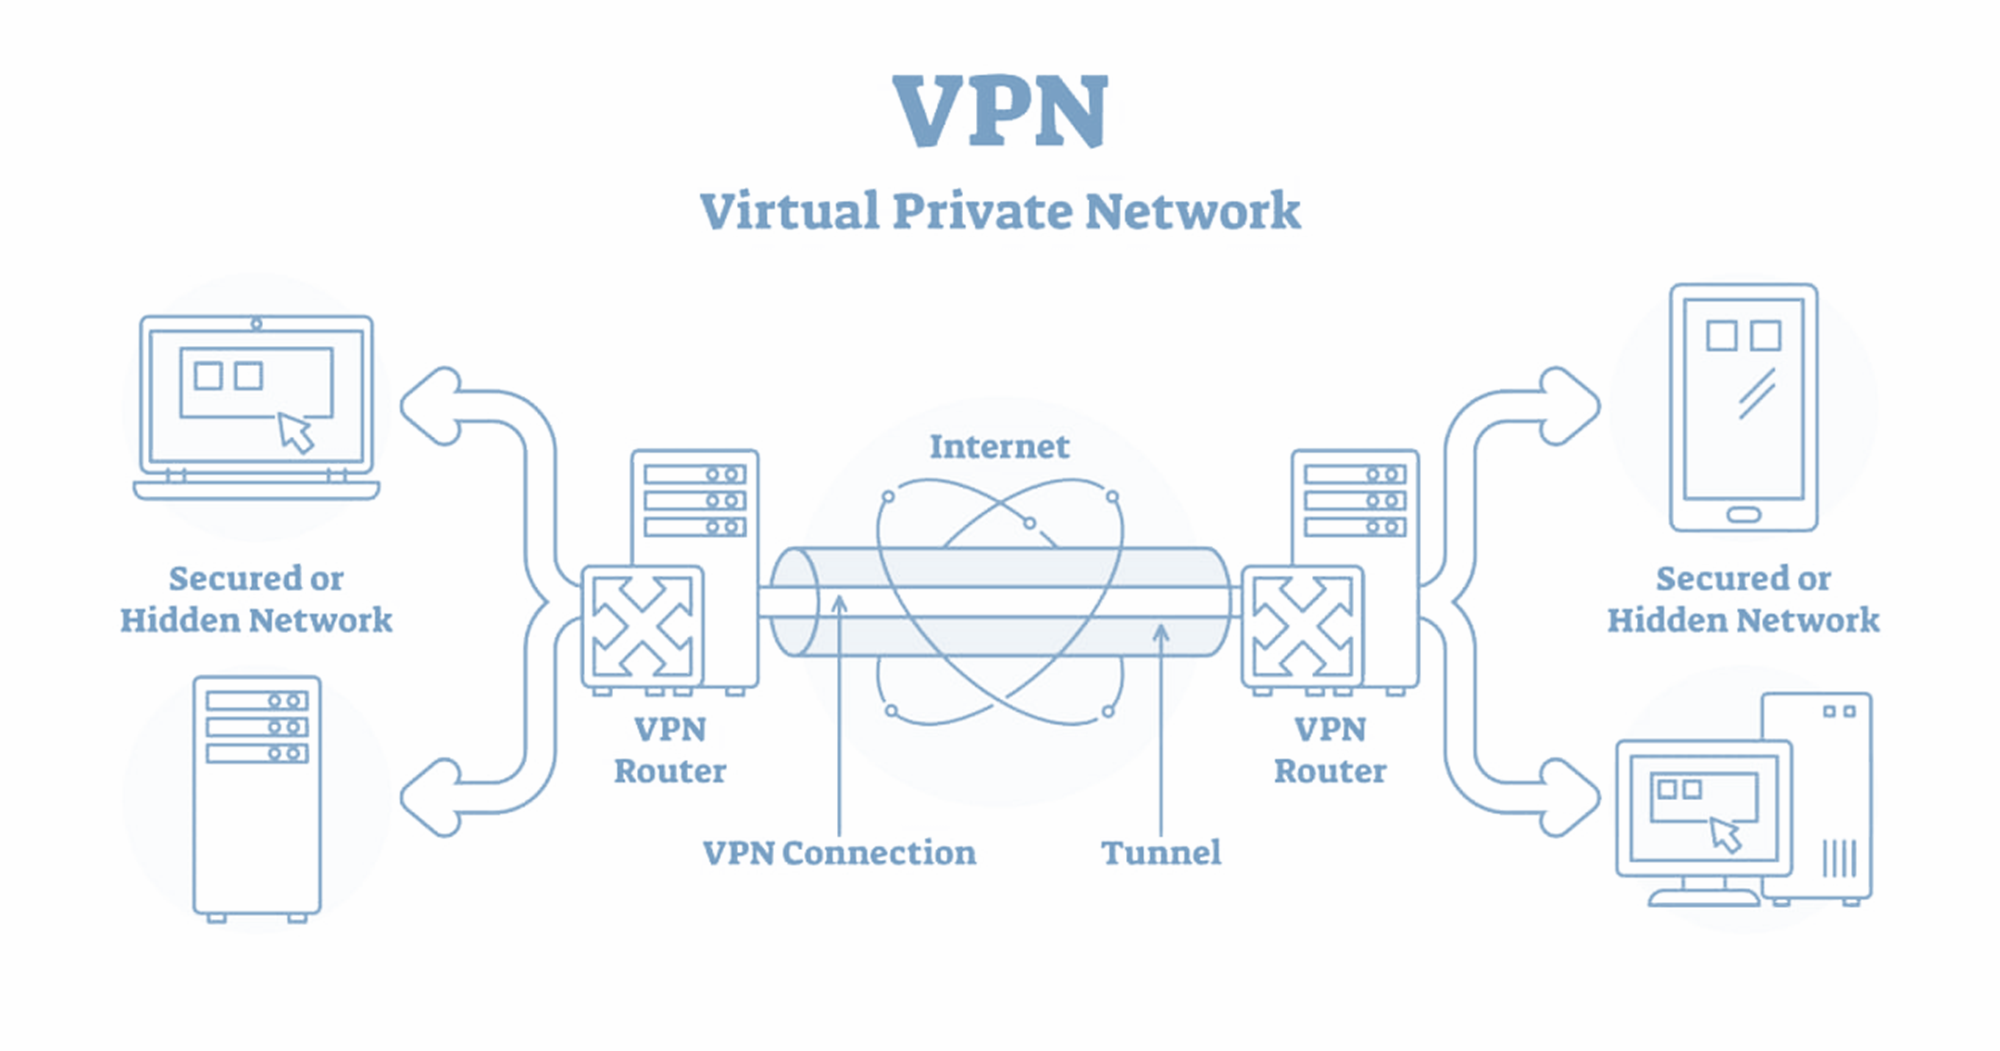 VPN
Virtual Private Network
Internet
Secured or
Hidden Network
Secured or
Hidden Network
VPN
Router
VPN
Router
VPN Connection
Tunnel